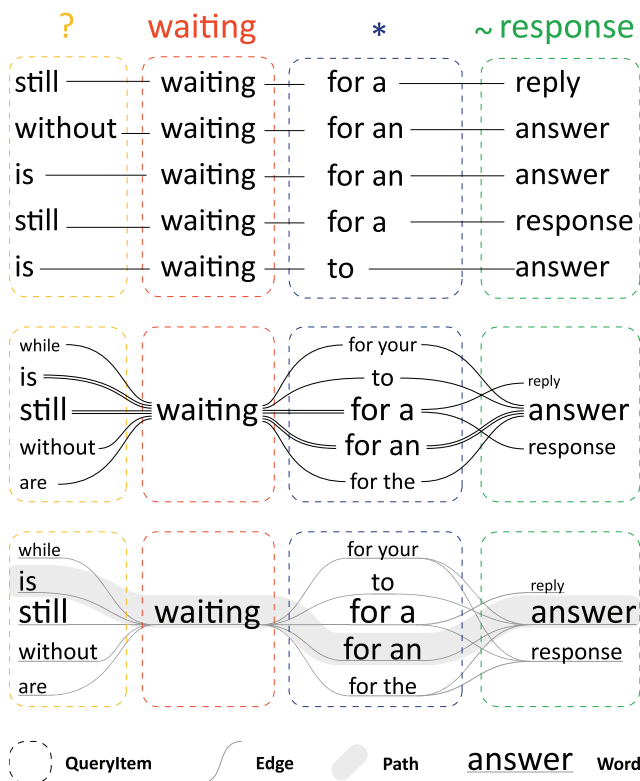 ? waiting * ~ response
still waiting for a reply
without waiting for an answer
is waiting for an answer
still waiting for a response
is waiting to answer
while for your
is to reply
still waiting for a answer
without for an response
are for the
while for your
is to reply
still waiting for a answer
without for an response
are for the
QueryItem Edge Path answer Word